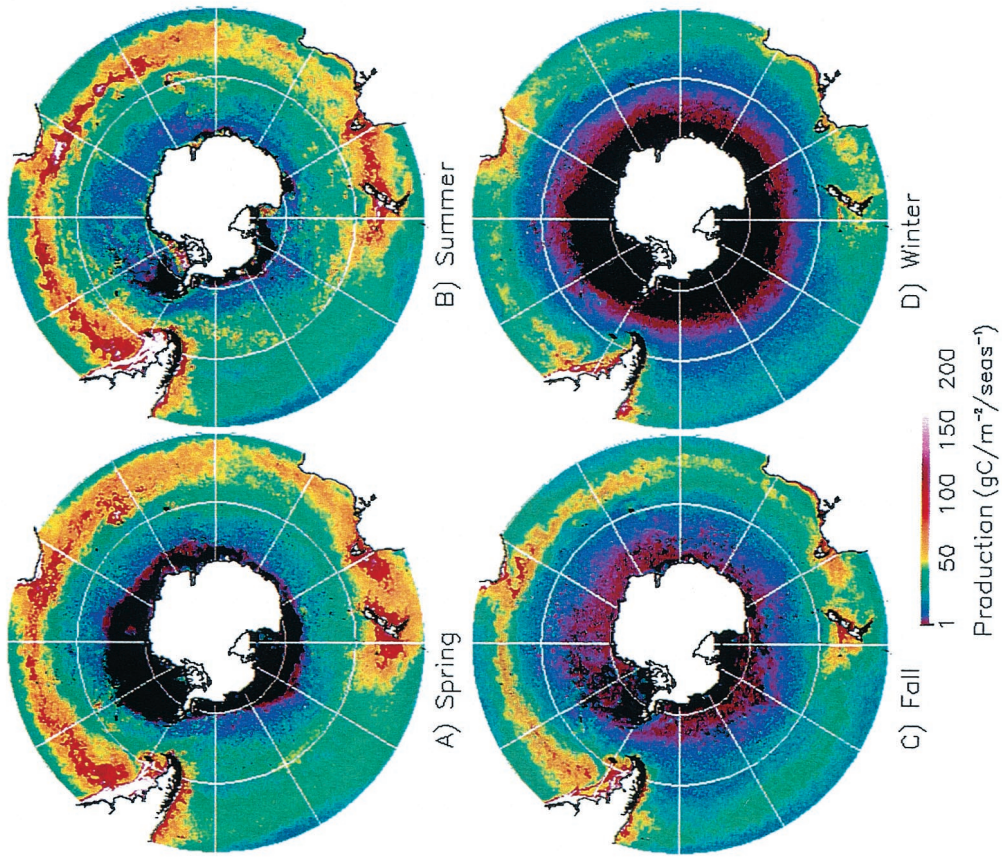 A) Spring
B) Summer
C) Fall
D) Winter
1 50 100 150 200
Production (gC/m⁻²/seas⁻¹)